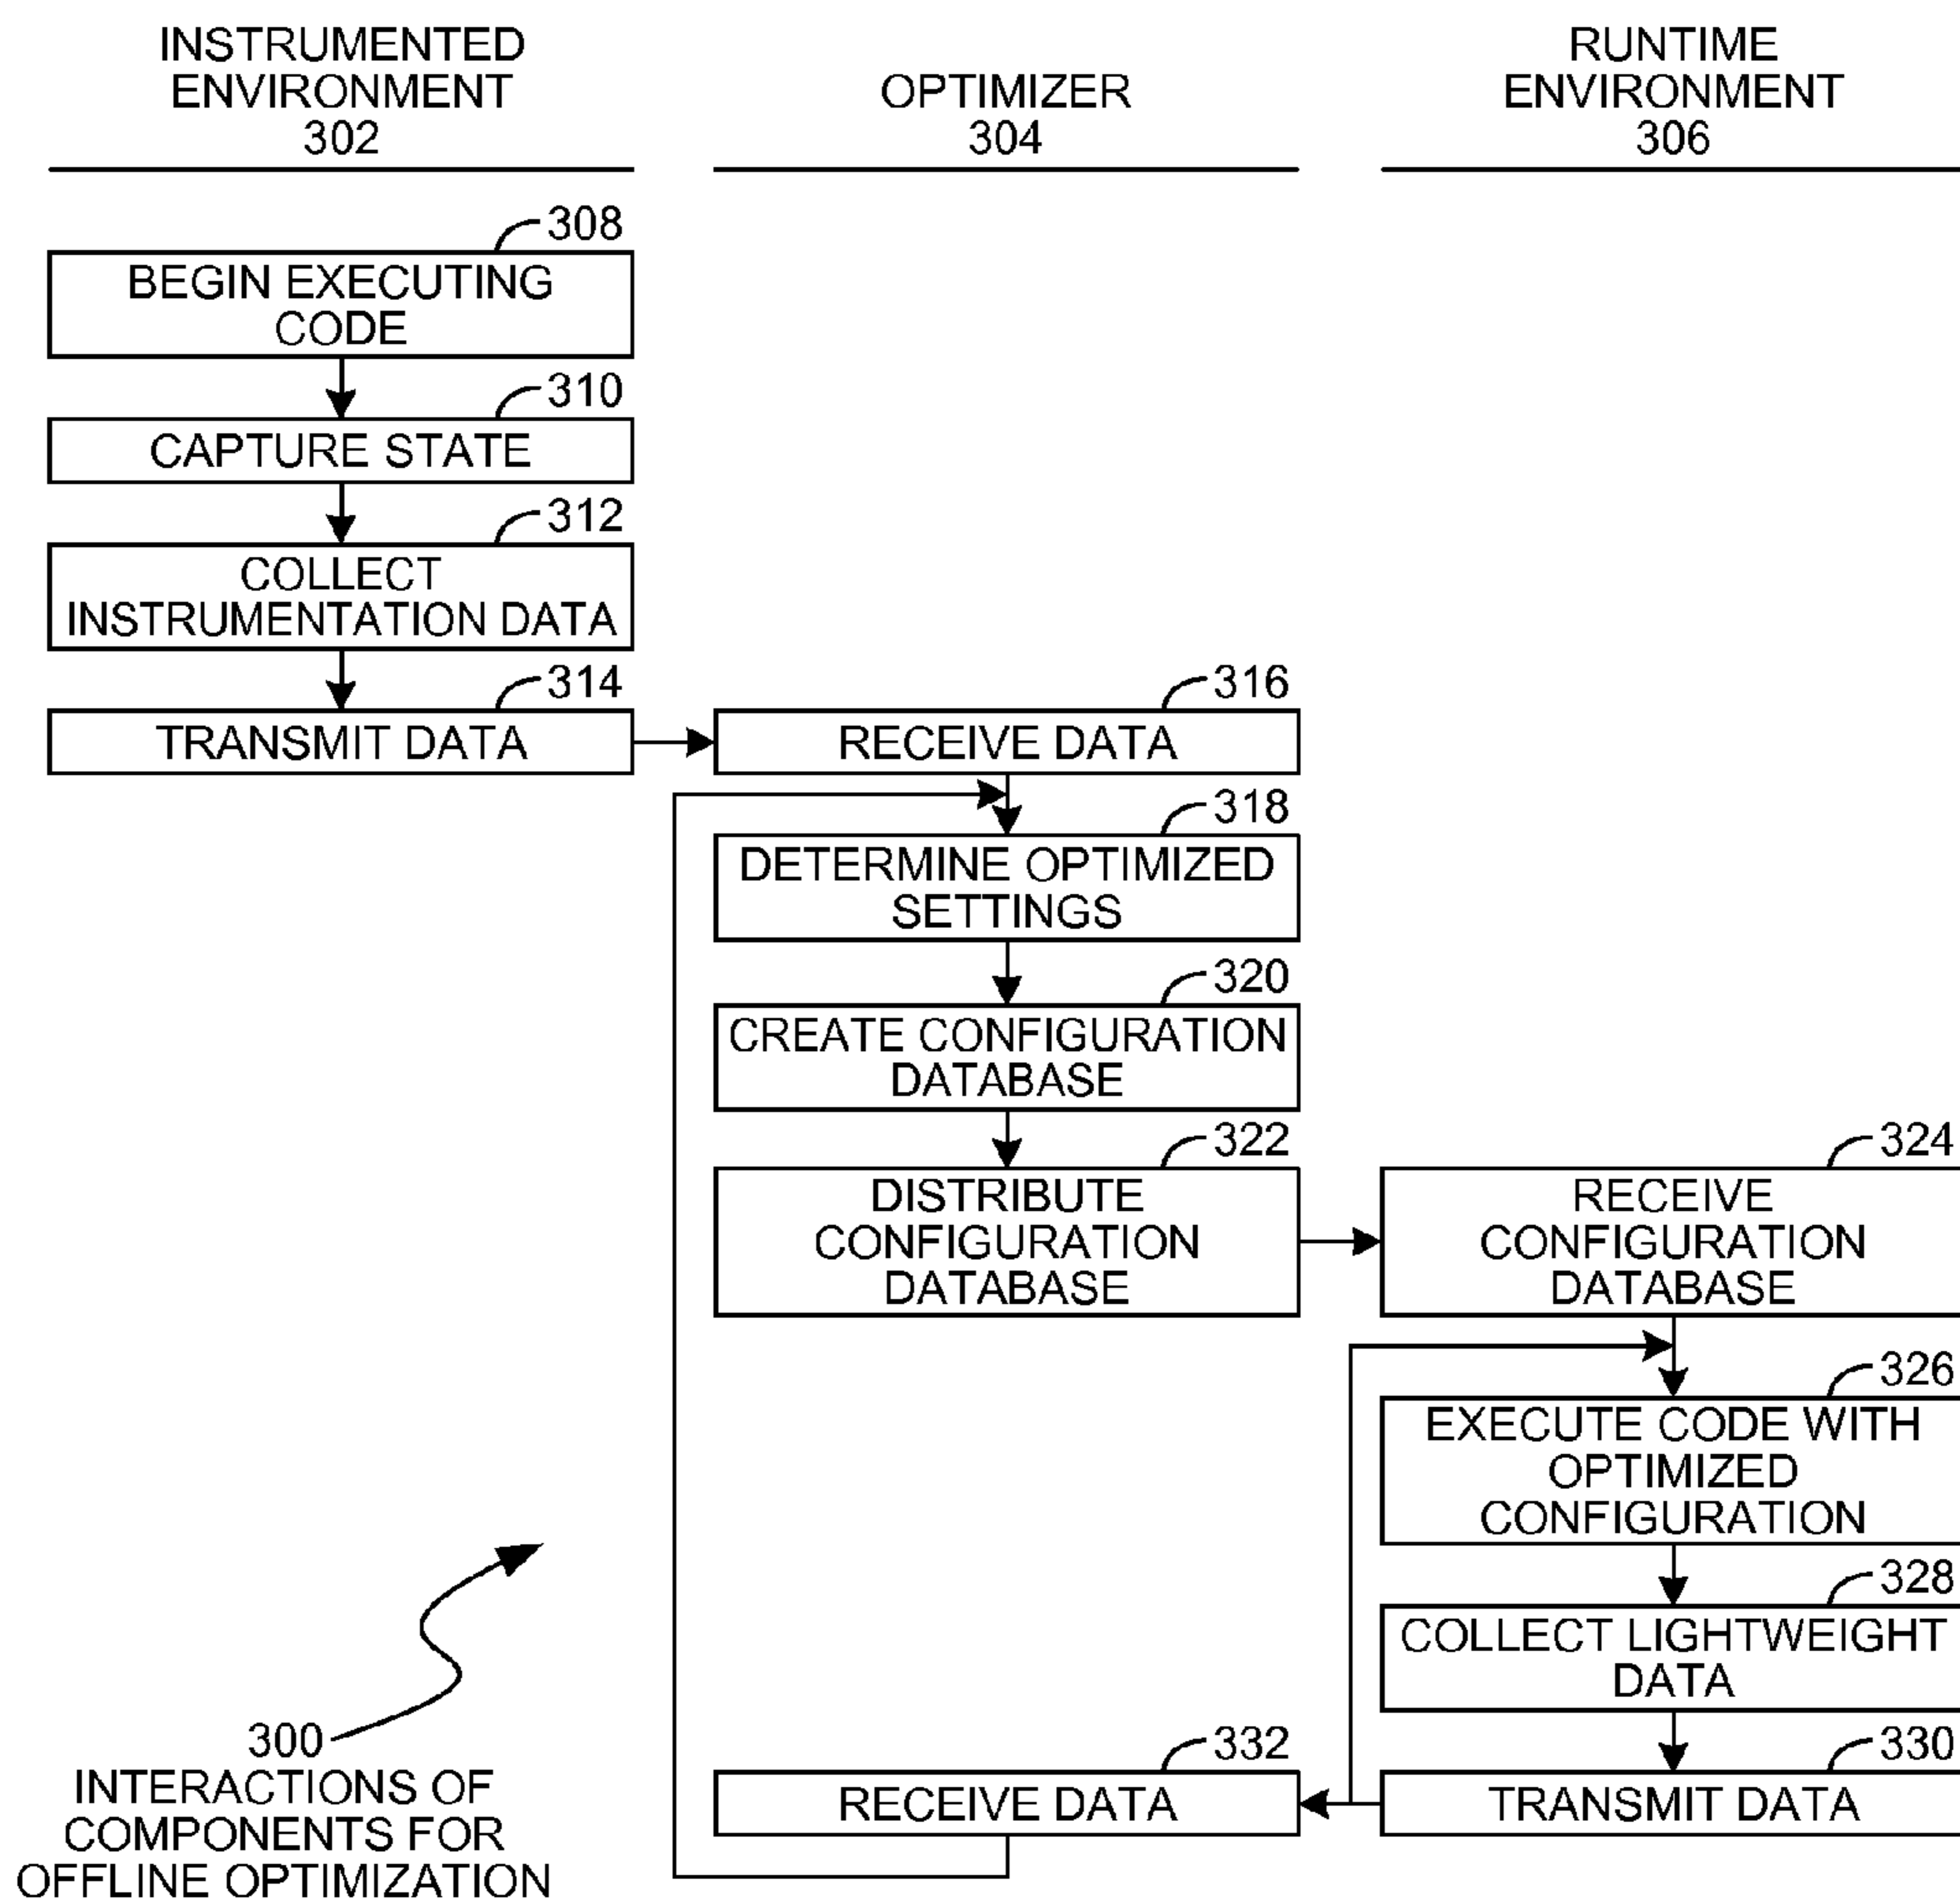 INSTRUMENTED
ENVIRONMENT
302
OPTIMIZER
304
RUNTIME
ENVIRONMENT
306
308
BEGIN EXECUTING
CODE
310
CAPTURE STATE
312
COLLECT
INSTRUMENTATION DATA
314
TRANSMIT DATA
316
RECEIVE DATA
318
DETERMINE OPTIMIZED
SETTINGS
320
CREATE CONFIGURATION
DATABASE
322
DISTRIBUTE
CONFIGURATION
DATABASE
324
RECEIVE
CONFIGURATION
DATABASE
326
EXECUTE CODE WITH
OPTIMIZED
CONFIGURATION
328
COLLECT LIGHTWEIGHT
DATA
330
TRANSMIT DATA
332
RECEIVE DATA
300
INTERACTIONS OF
COMPONENTS FOR
OFFLINE OPTIMIZATION